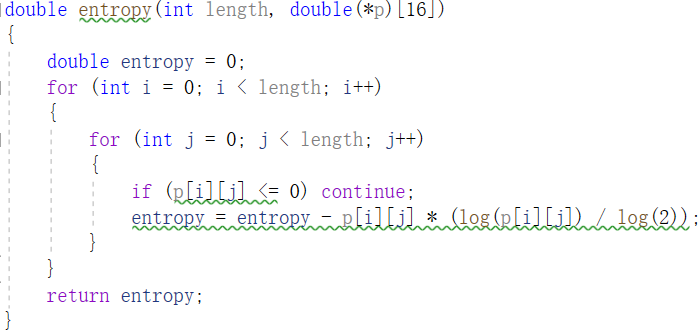 double entropy(int length, double(*p)[16])
{
    double entropy = 0;
    for (int i = 0; i < length; i++)
    {
        for (int j = 0; j < length; j++)
        {
            if (p[i][j] <= 0) continue;
            entropy = entropy - p[i][j] * (log(p[i][j]) / log(2));
        }
    }
    return entropy;
}